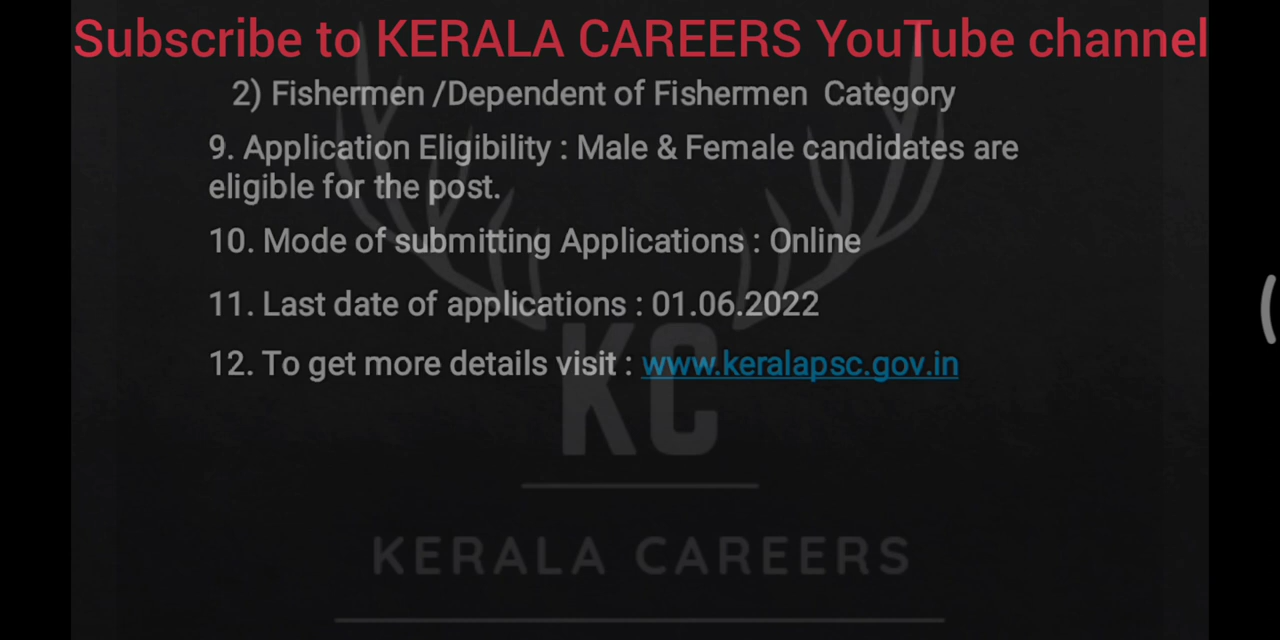 Subscribe to KERALA CAREERS YouTube channel
2) Fishermen /Dependent of Fishermen Category
9. Application Eligibility : Male & Female candidates are
eligible for the post.
10. Mode of submitting Applications : Online
11. Last date of applications : 01.06.2022
12. To get more details visit : www.keralapsc.gov.in
KC
KERALA CAREERS